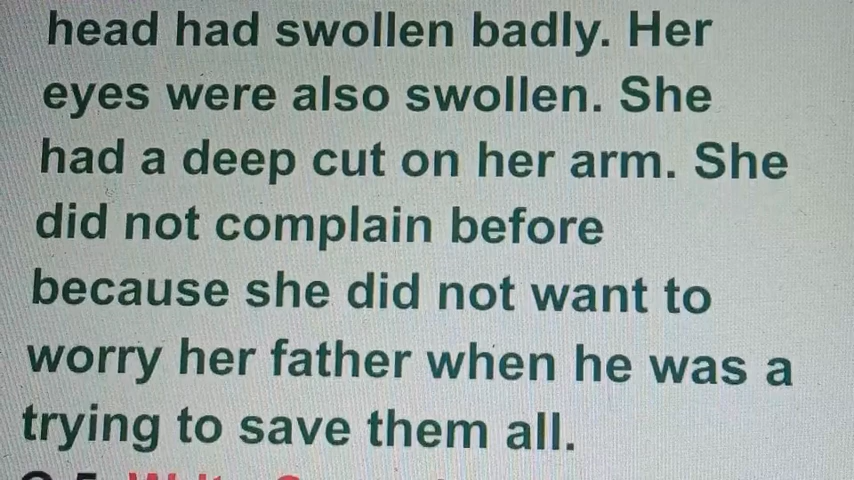 head had swollen badly. Her
eyes were also swollen. She
had a deep cut on her arm. She
did not complain before
because she did not want to
worry her father when he was a
trying to save them all.